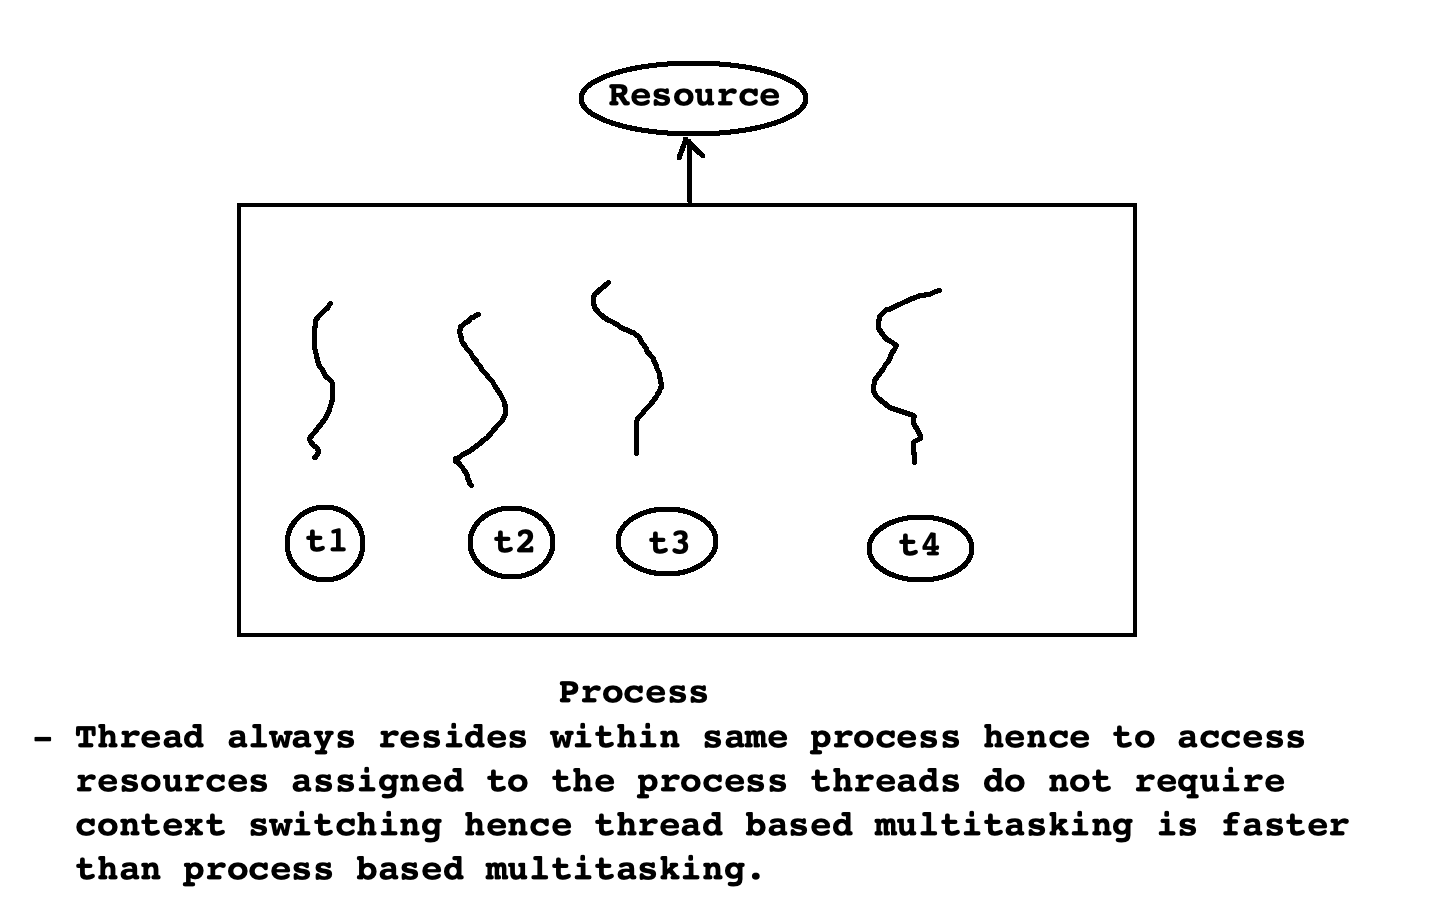 Resource
t1
t2
t3
t4
Process
- Thread always resides within same process hence to access
resources assigned to the process threads do not require
context switching hence thread based multitasking is faster
than process based multitasking.